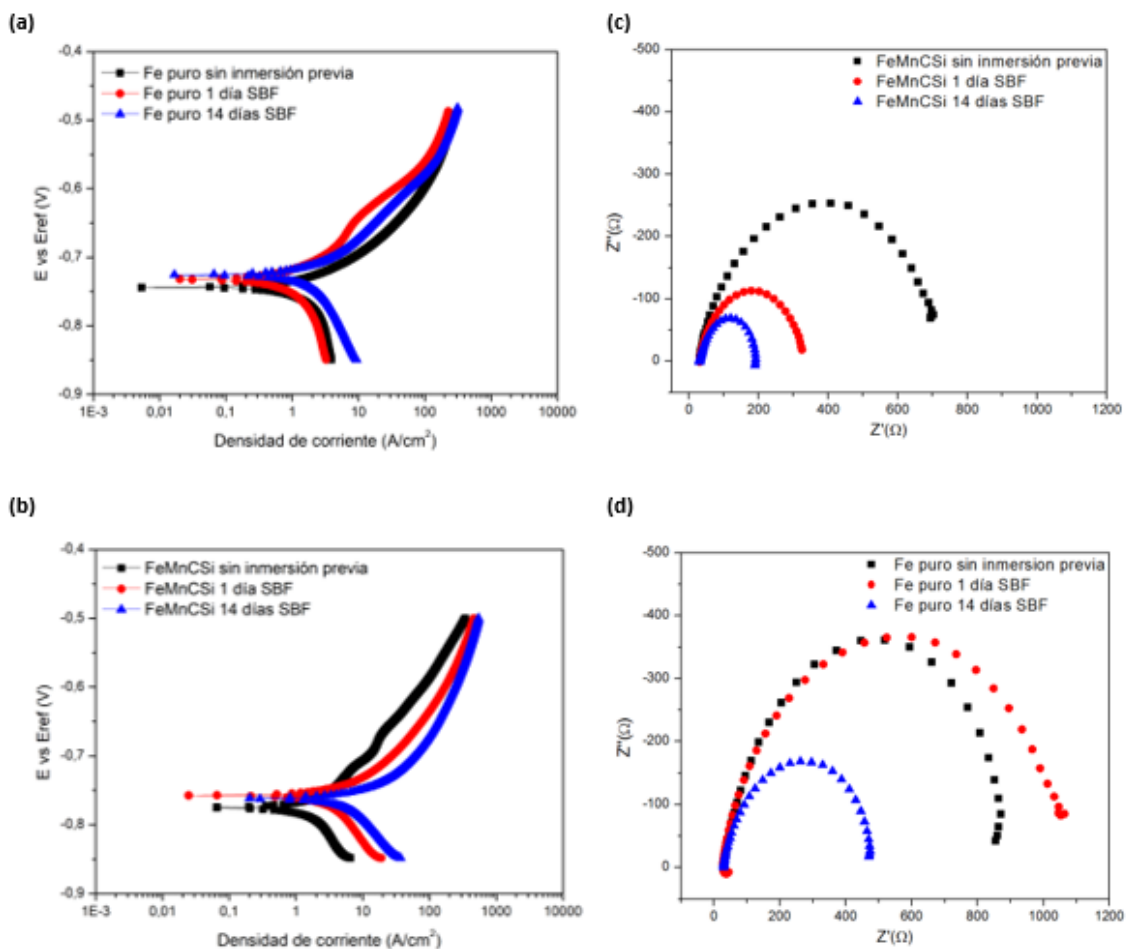 (a)
-0,4
-0,5
-0,6
-0,7
-0,8
-0,9
E vs Eref (V)
Fe puro sin inmersión previa
Fe puro 1 día SBF
Fe puro 14 días SBF
1E-3 0,01 0,1 1 10 100 1000 10000
Densidad de corriente (A/cm²)
(c)
-500
-400
-300
-200
-100
0
Z''(Ω)
FeMnCSi sin inmersión previa
FeMnCSi 1 día SBF
FeMnCSi 14 días SBF
0 200 400 600 800 1000 1200
Z'(Ω)
(b)
-0,4
-0,5
-0,6
-0,7
-0,8
-0,9
E vs Eref (V)
FeMnCSi sin inmersión previa
FeMnCSi 1 día SBF
FeMnCSi 14 días SBF
1E-3 0,01 0,1 1 10 100 1000 10000
Densidad de corriente (A/cm²)
(d)
-500
-400
-300
-200
-100
0
Z''(Ω)
Fe puro sin inmersion previa
Fe puro 1 día SBF
Fe puro 14 días SBF
0 200 400 600 800 1000 1200
Z'(Ω)